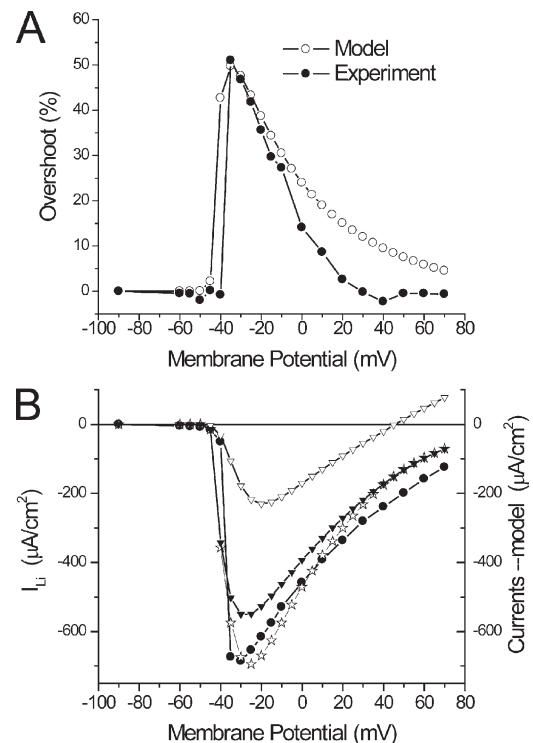 A
60
50
40
30
20
10
0
Overshoot (%)
Model
Experiment
-100 -80 -60 -40 -20 0 20 40 60 80
Membrane Potential (mV)
B
0
-200
-400
-600
I Li (µA/cm²)
0
-200
-400
-600
Currents --model (µA/cm²)
-100 -80 -60 -40 -20 0 20 40 60 80
Membrane Potential (mV)